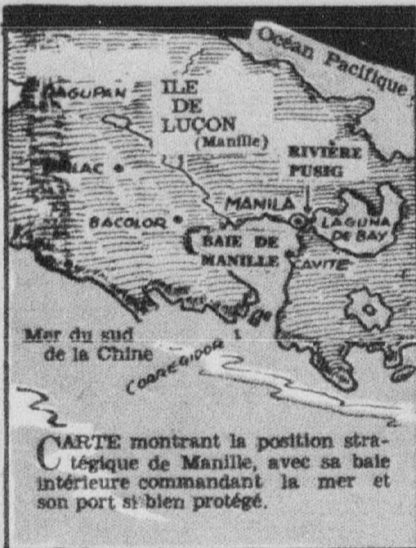 Océan Pacifique
DAGUPAN
ILE
DE
LUÇON
(Manille)
RIVIÈRE
PUSIG
BACOLOR
MANILA
LAGUNA
DE BAY
BAIE DE
MANILLE
CAVITE
Mer du sud
de la Chine
CORREGIDOR
CARTE montrant la position stra-
tégique de Manille, avec sa baie
intérieure commandant la mer et
son port si bien protégé.